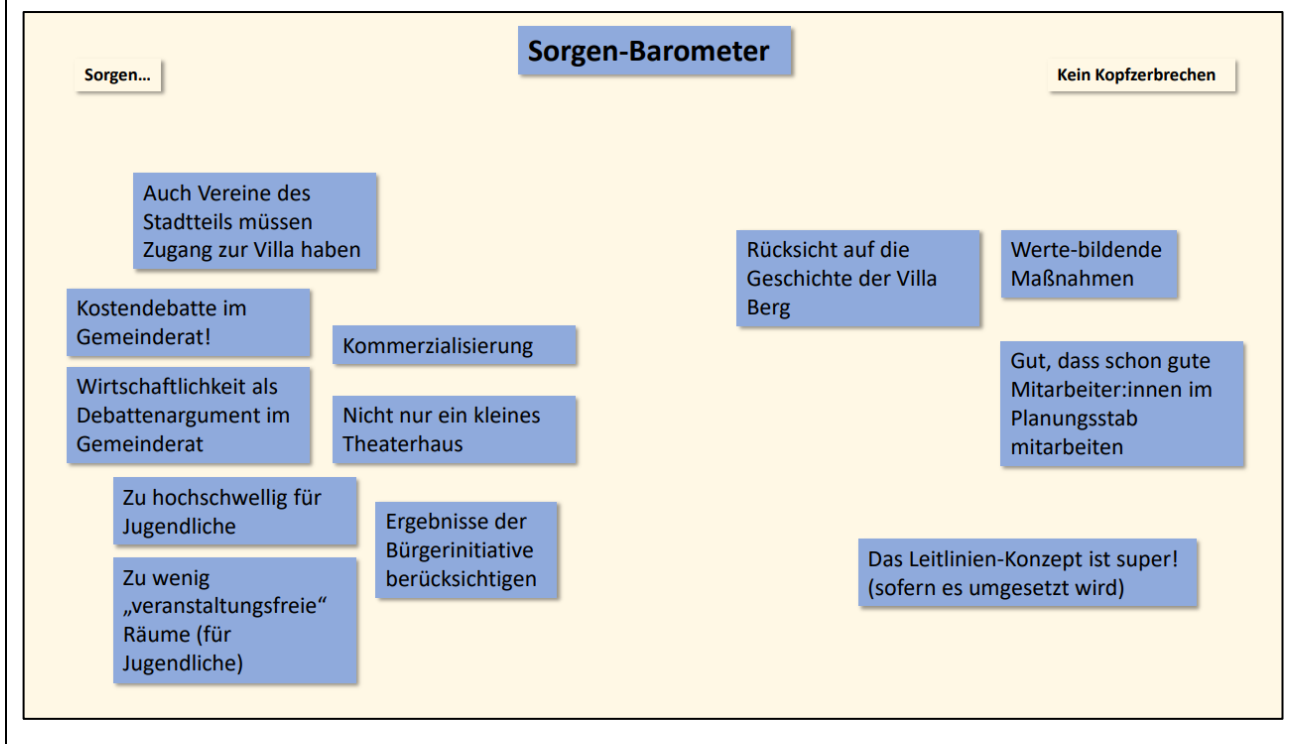 Sorgen-Barometer
Sorgen...
Kein Kopfzerbrechen
Auch Vereine des
Stadtteils müssen
Zugang zur Villa haben
Kostendebatte im
Gemeinderat!
Kommerzialisierung
Wirtschaftlichkeit als
Debattenargument im
Gemeinderat
Nicht nur ein kleines
Theaterhaus
Zu hochschwellig für
Jugendliche
Ergebnisse der
Bürgerinitiative
berücksichtigen
Zu wenig
„veranstaltungsfreie“
Räume (für
Jugendliche)
Rücksicht auf die
Geschichte der Villa
Berg
Werte-bildende
Maßnahmen
Gut, dass schon gute
Mitarbeiter:innen im
Planungsstab
mitarbeiten
Das Leitlinien-Konzept ist super!
(sofern es umgesetzt wird)